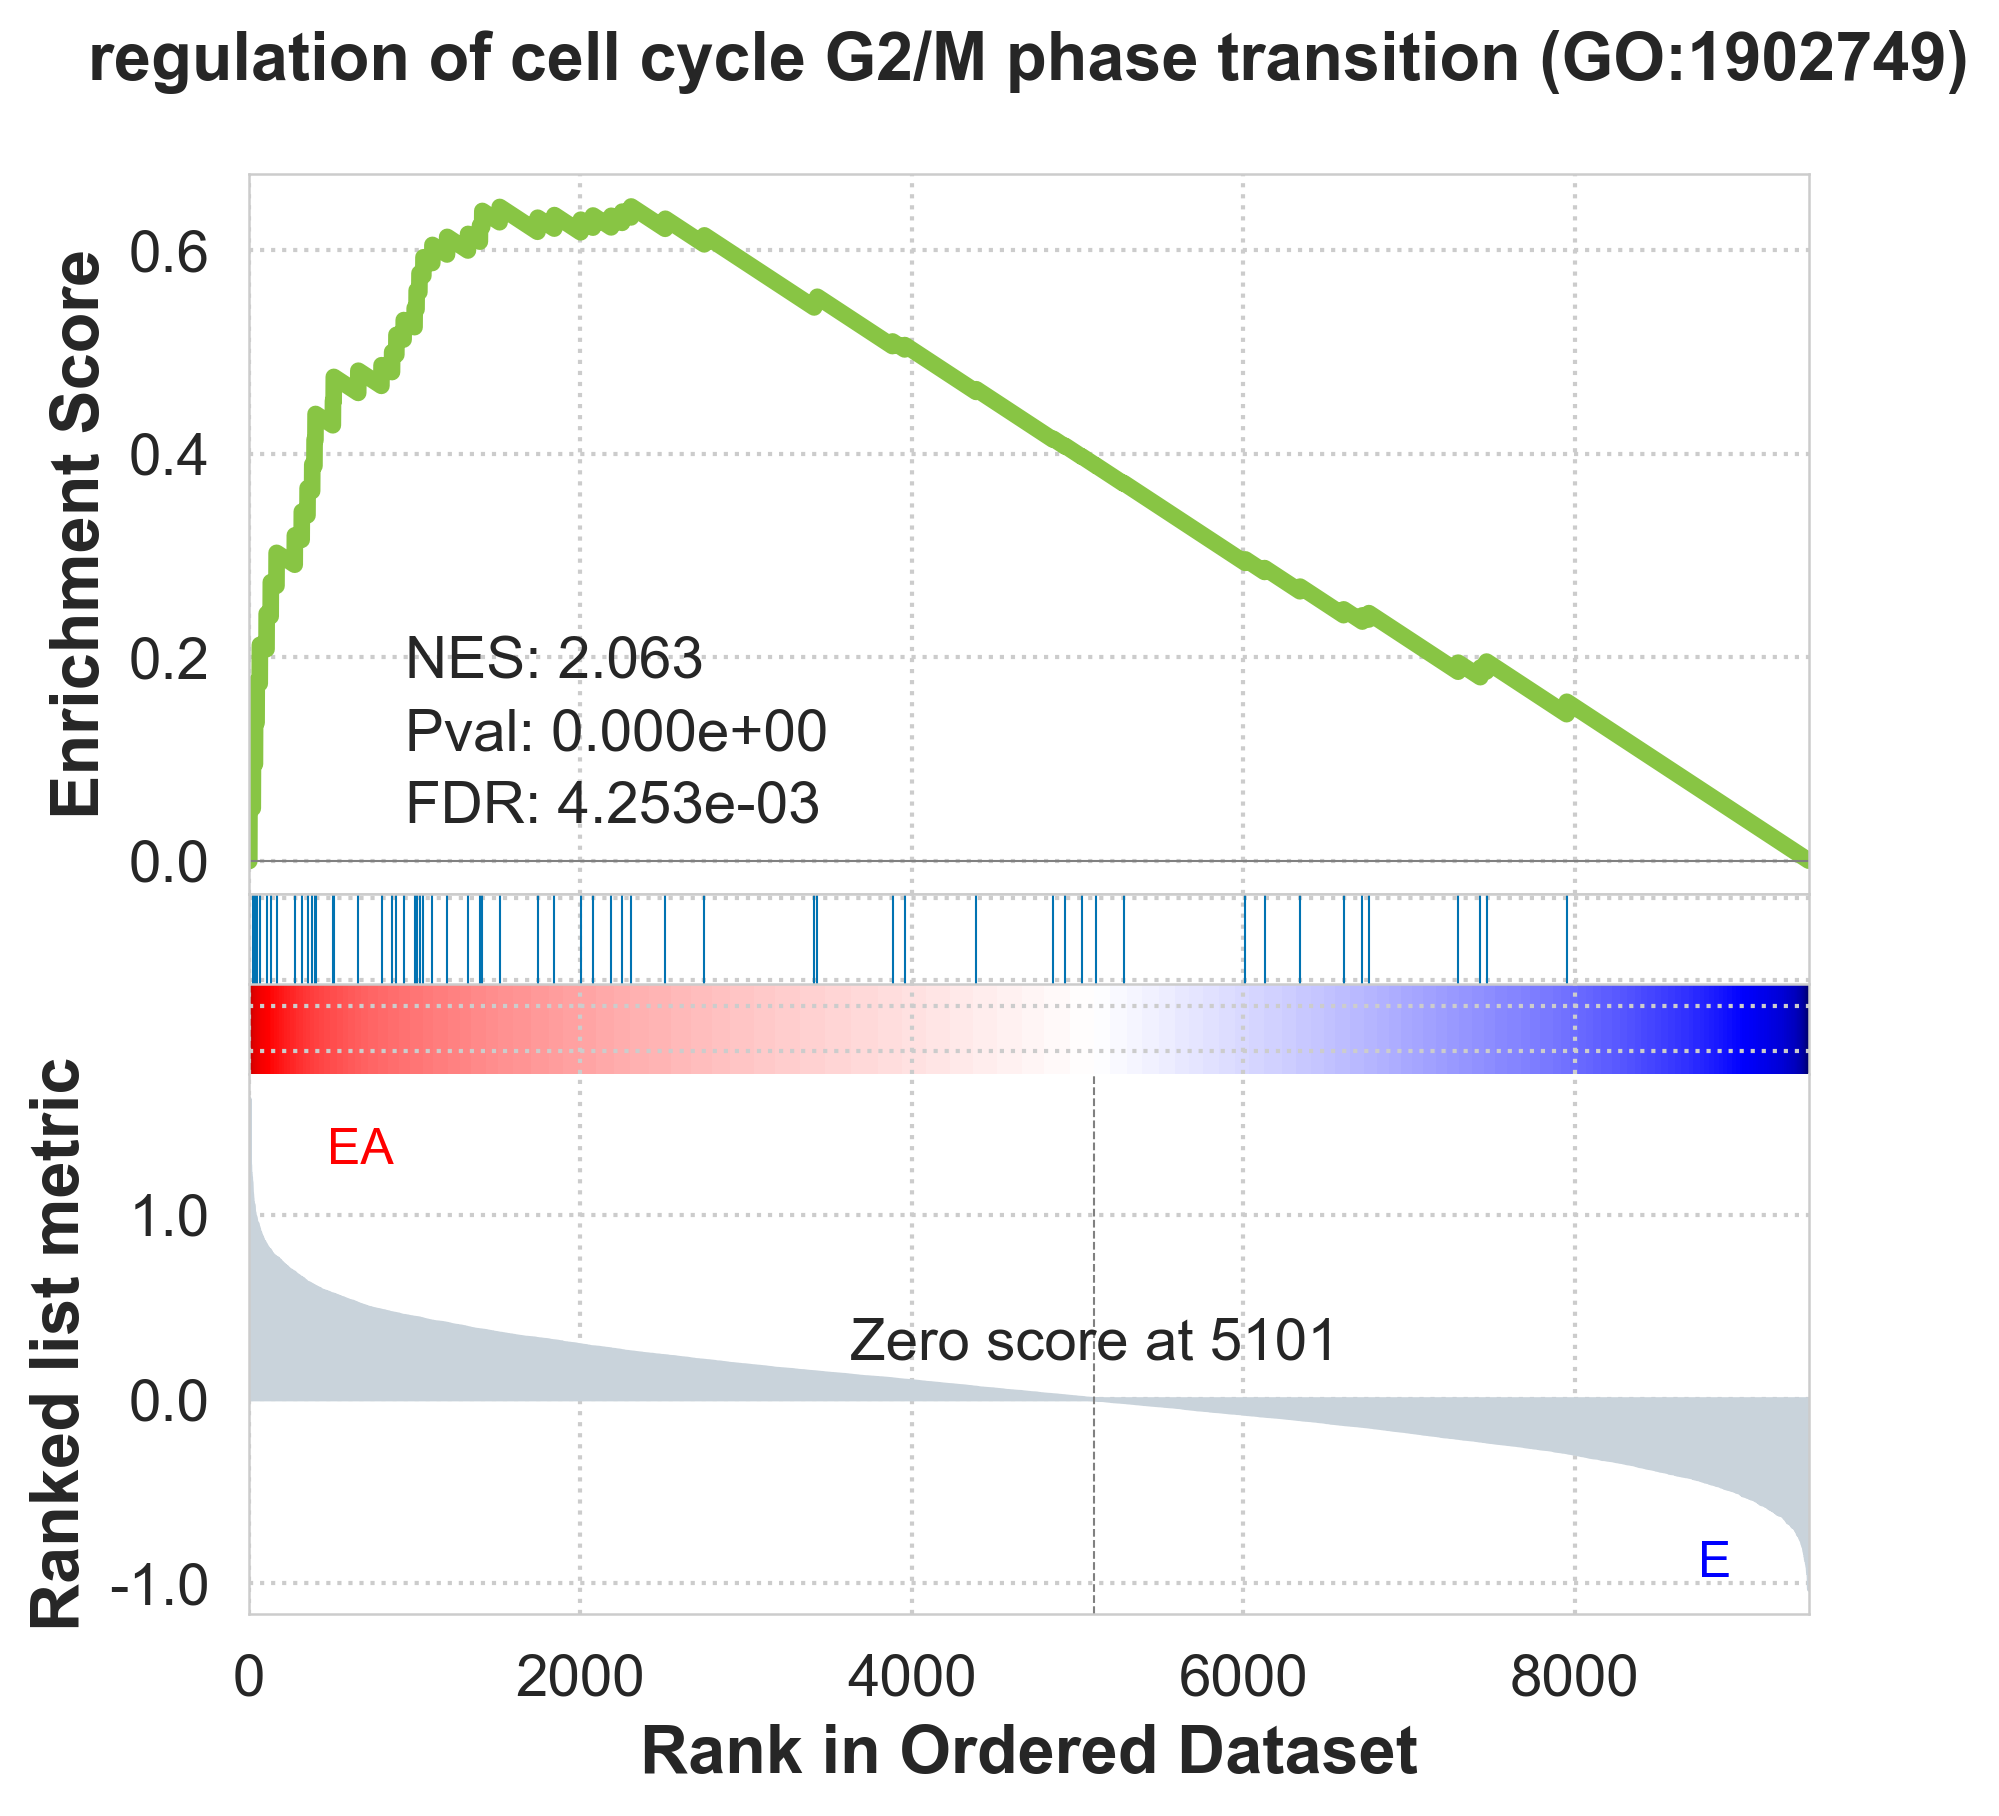 regulation of cell cycle G2/M phase transition (GO:1902749)
Enrichment Score
0.6
0.4
0.2
0.0
NES: 2.063
Pval: 0.000e+00
FDR: 4.253e-03
Ranked list metric
EA
1.0
0.0
-1.0
Zero score at 5101
E
0 2000 4000 6000 8000
Rank in Ordered Dataset